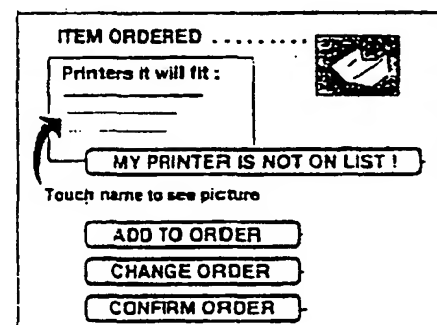 ITEM ORDERED .........
Printers it will fit :
MY PRINTER IS NOT ON LIST !
Touch name to see picture
ADD TO ORDER
CHANGE ORDER
CONFIRM ORDER